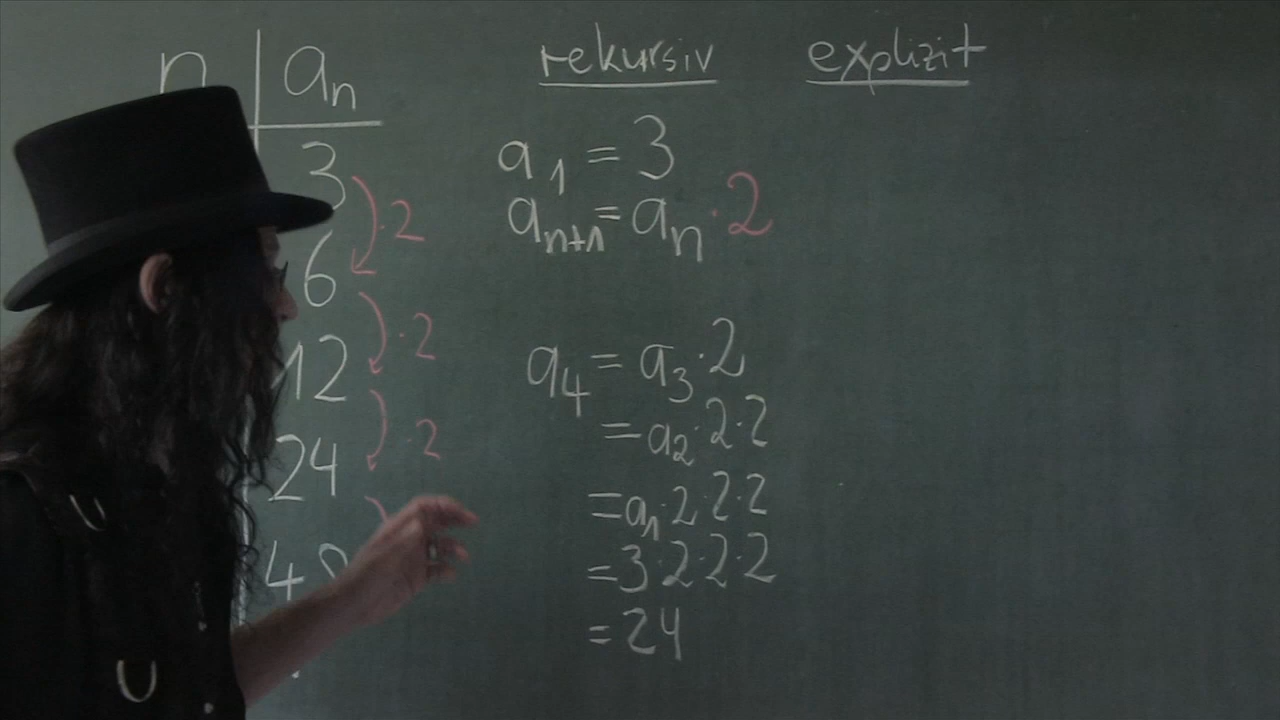 n aₙ rekursiv explizit
3 a₁ = 3
·2
aₙ₊₁ = aₙ · 2
6
·2
12 a₄ = a₃ · 2
·2
= a₂ · 2 · 2
24
= a₁ · 2 · 2 · 2
48 = 3 · 2 · 2 · 2
= 24